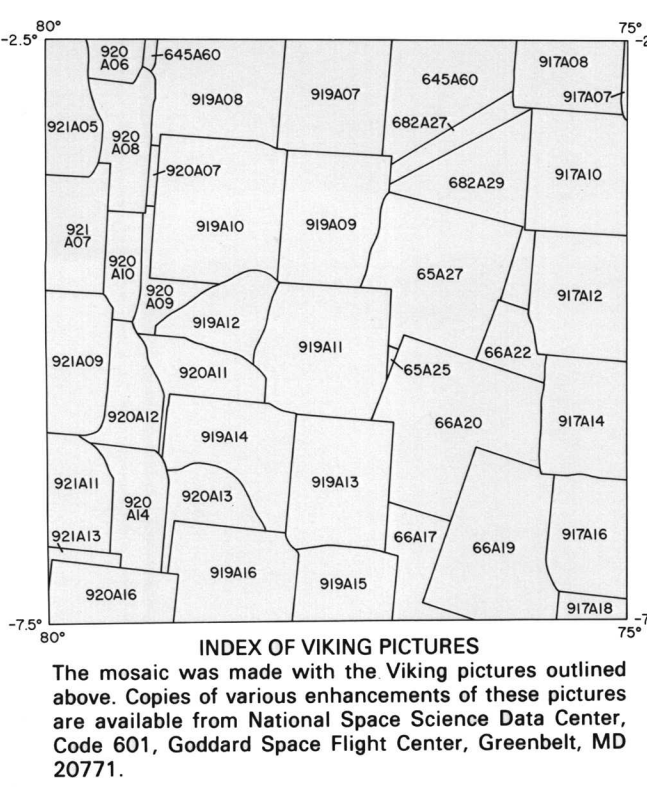 80°
75°
-2.5°
-2
920
A06
645A60
919A08
919A07
645A60
917A08
917A07
921A05
920
A08
682A27
920A07
682A29
917A10
921
A07
919A10
919A09
920
A10
65A27
920
A09
917A12
919A12
919A11
66A22
921A09
920A11
65A25
920A12
919A14
66A20
917A14
921A11
920
A14
920A13
919A13
921A13
66A17
66A19
917A16
919A16
919A15
920A16
917A18
-7.5°
-7
80°
75°
INDEX OF VIKING PICTURES
The mosaic was made with the Viking pictures outlined
above. Copies of various enhancements of these pictures
are available from National Space Science Data Center,
Code 601, Goddard Space Flight Center, Greenbelt, MD
20771.